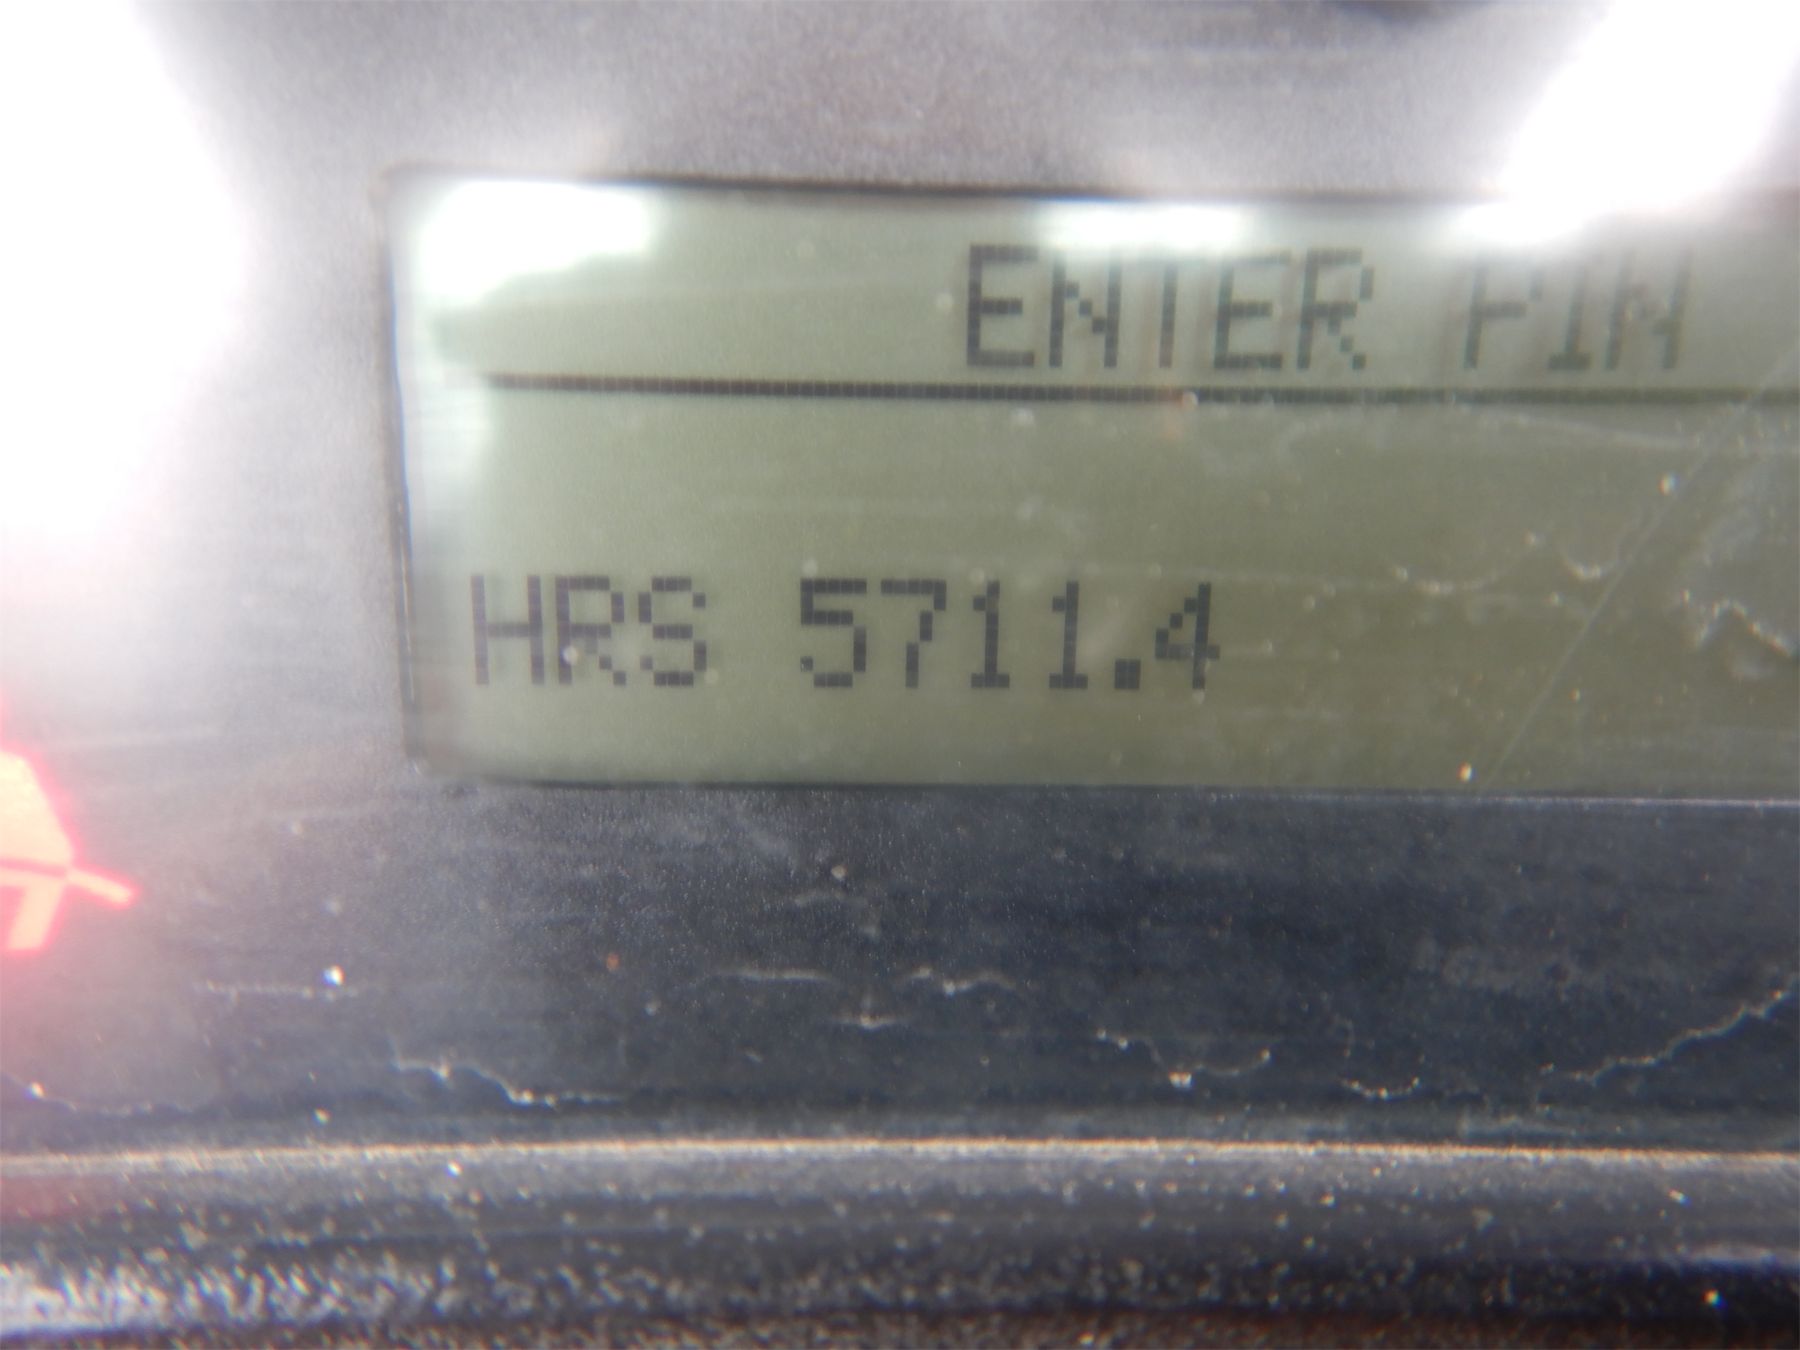 ENTER PIN
HRS 5711.4